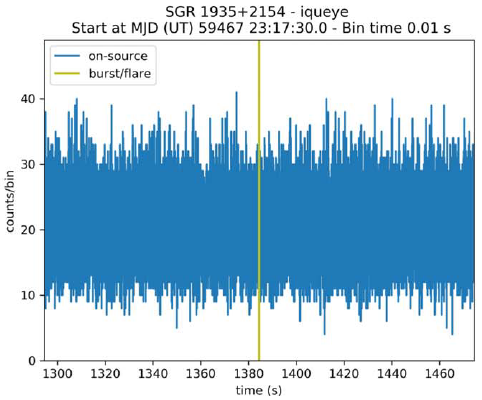 SGR 1935+2154 - iqueye
Start at MJD (UT) 59467 23:17:30.0 - Bin time 0.01 s
on-source
burst/flare
counts/bin
40
30
20
10
0
1300 1320 1340 1360 1380 1400 1420 1440 1460
time (s)